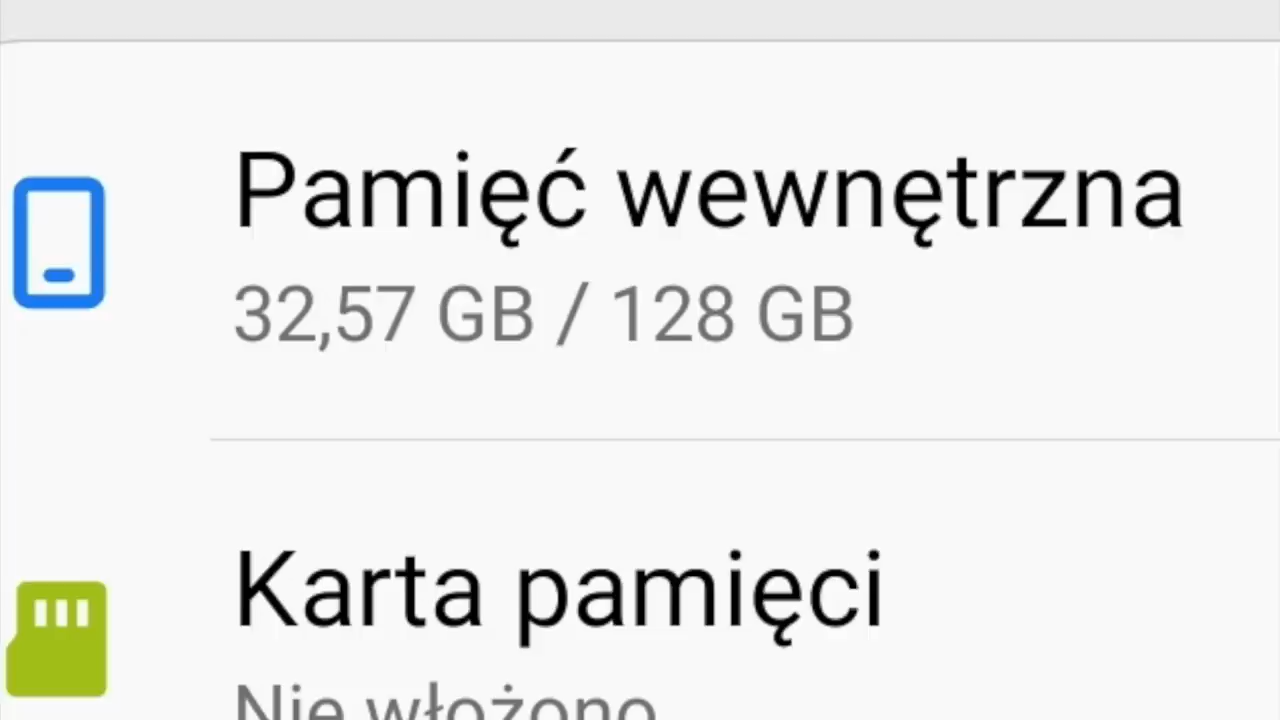 Pamięć wewnętrzna
32,57 GB / 128 GB
Karta pamięci
Nie włożono